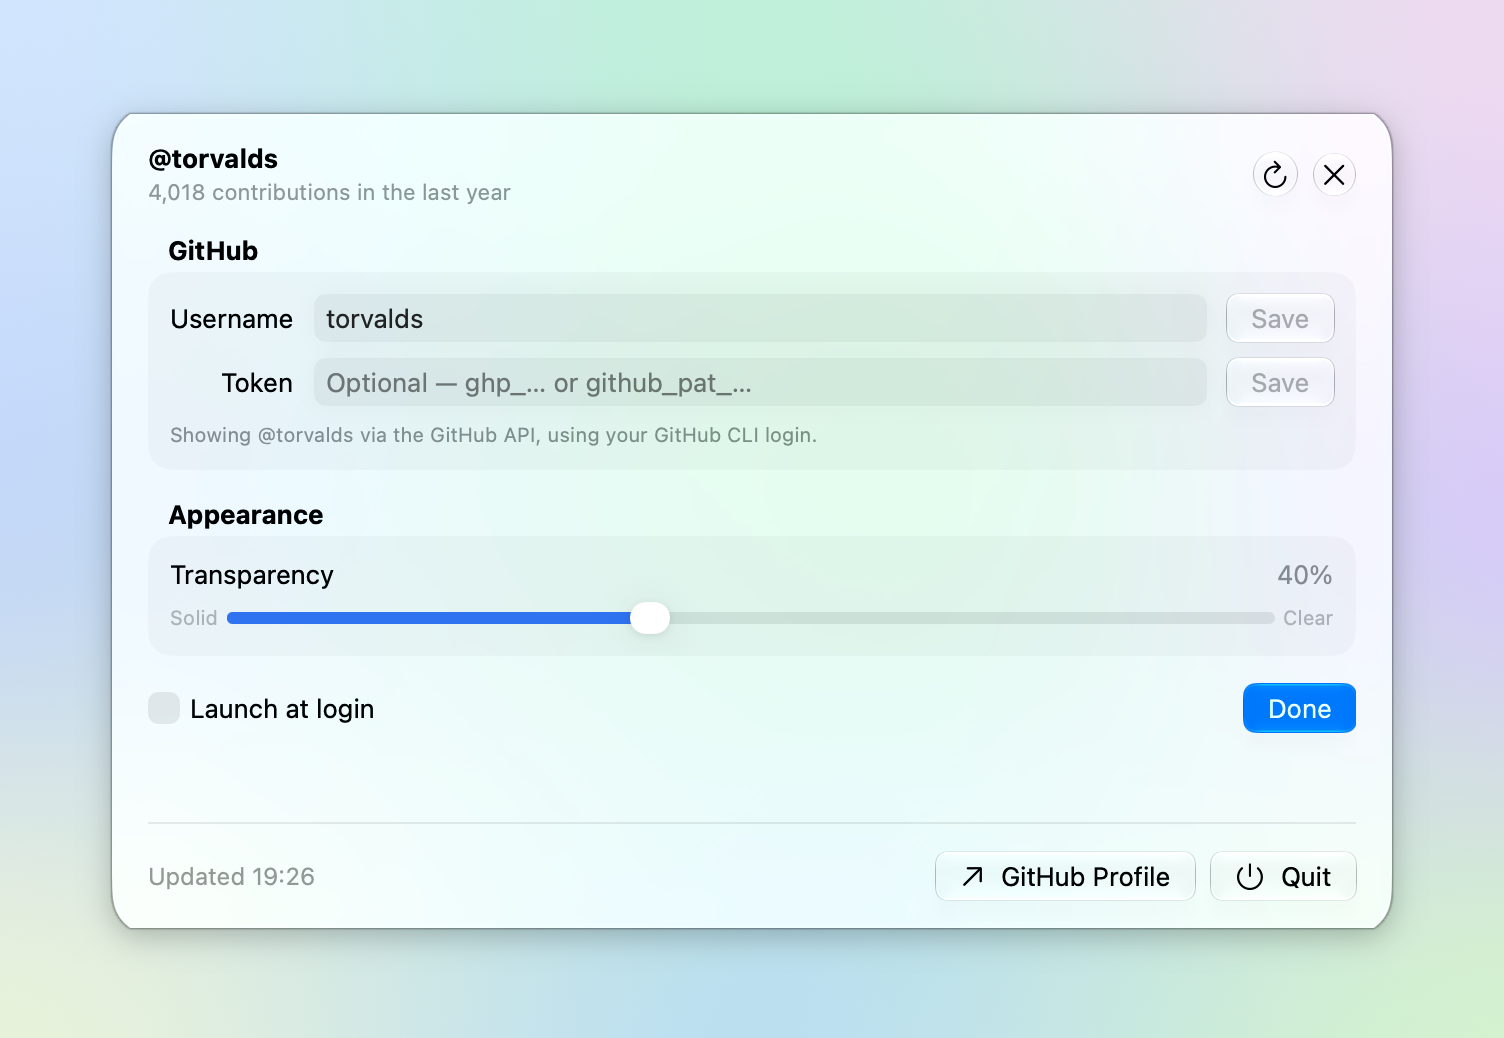 @torvalds
4,018 contributions in the last year
GitHub
Username torvalds Save
Token Optional — ghp_... or github_pat_... Save
Showing @torvalds via the GitHub API, using your GitHub CLI login.
Appearance
Transparency 40%
Solid Clear
Launch at login Done
Updated 19:26 GitHub Profile Quit